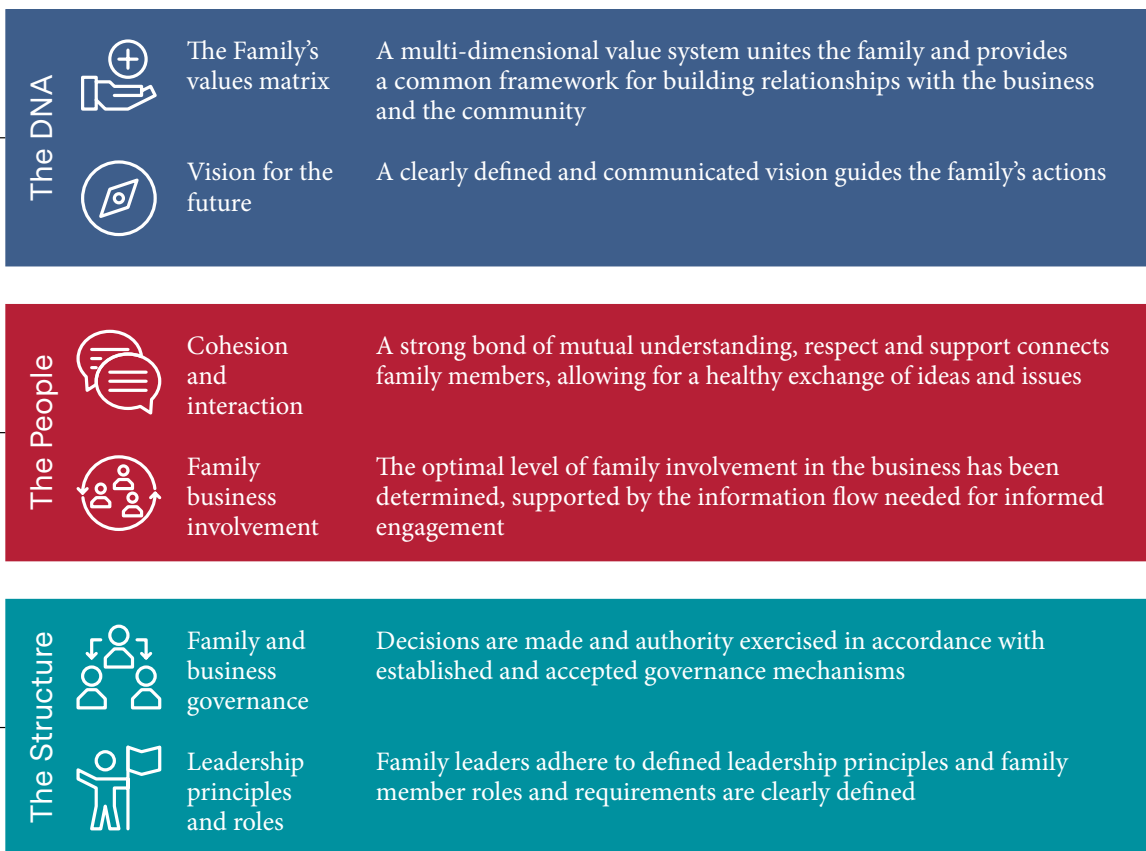 The DNA
The Family’s
values matrix
A multi-dimensional value system unites the family and provides
a common framework for building relationships with the business
and the community
Vision for the
future
A clearly defined and communicated vision guides the family’s actions
The People
Cohesion
and
interaction
A strong bond of mutual understanding, respect and support connects
family members, allowing for a healthy exchange of ideas and issues
Family
business
involvement
The optimal level of family involvement in the business has been
determined, supported by the information flow needed for informed
engagement
The Structure
Family and
business
governance
Decisions are made and authority exercised in accordance with
established and accepted governance mechanisms
Leadership
principles
and roles
Family leaders adhere to defined leadership principles and family
member roles and requirements are clearly defined